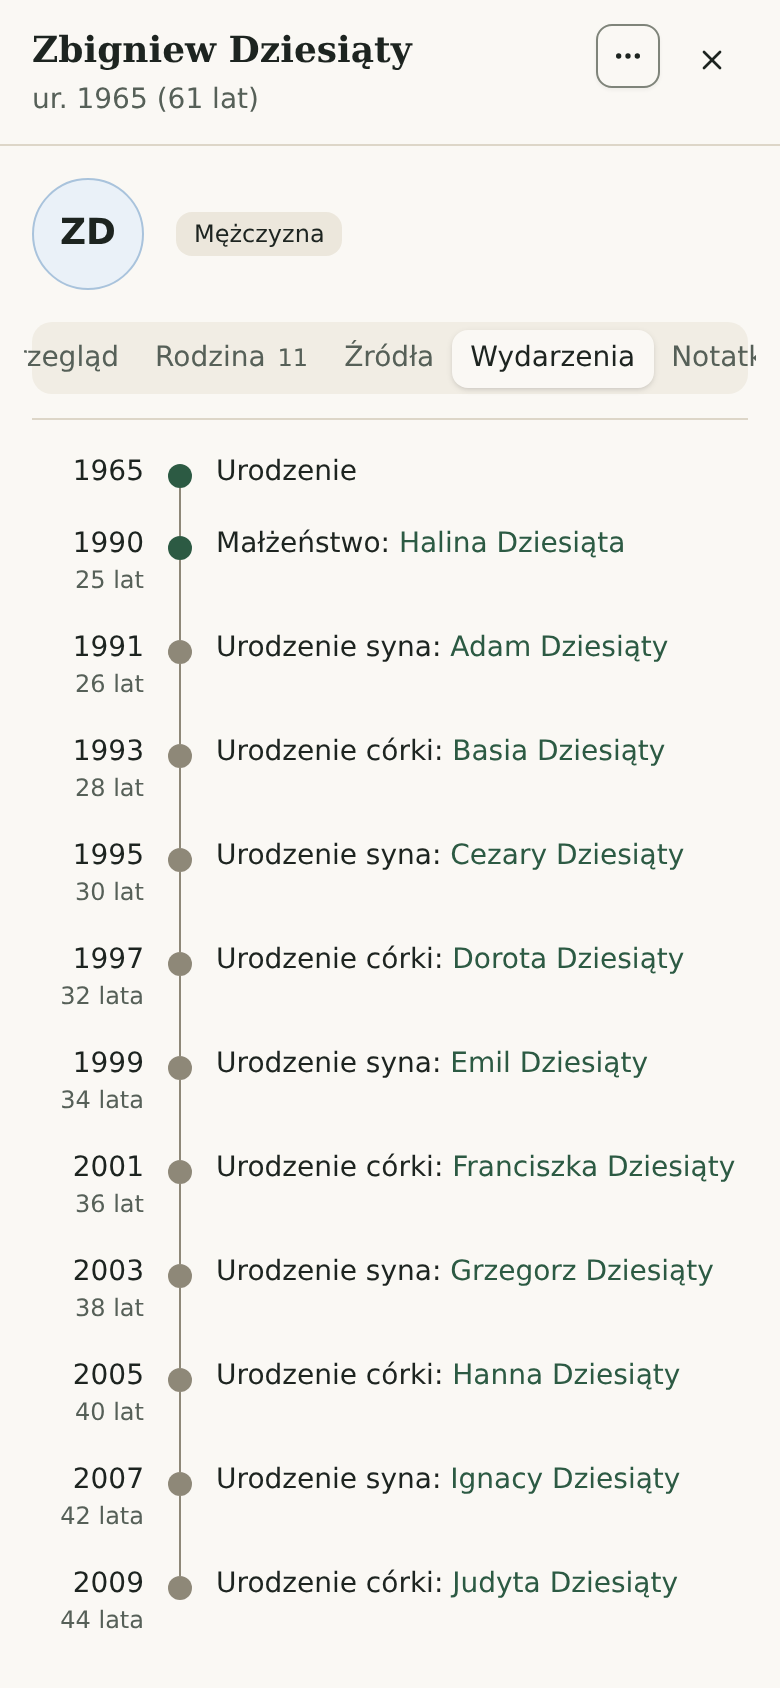 Zbigniew Dziesiąty
ur. 1965 (61 lat)
ZD
Mężczyzna
rzegląd Rodzina 11 Źródła Wydarzenia Notatk
1965 Urodzenie
1990 Małżeństwo: Halina Dziesiąta
25 lat
1991 Urodzenie syna: Adam Dziesiąty
26 lat
1993 Urodzenie córki: Basia Dziesiąty
28 lat
1995 Urodzenie syna: Cezary Dziesiąty
30 lat
1997 Urodzenie córki: Dorota Dziesiąty
32 lata
1999 Urodzenie syna: Emil Dziesiąty
34 lata
2001 Urodzenie córki: Franciszka Dziesiąty
36 lat
2003 Urodzenie syna: Grzegorz Dziesiąty
38 lat
2005 Urodzenie córki: Hanna Dziesiąty
40 lat
2007 Urodzenie syna: Ignacy Dziesiąty
42 lata
2009 Urodzenie córki: Judyta Dziesiąty
44 lata